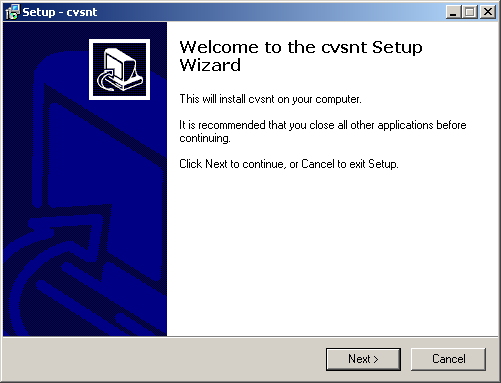 Setup - cvsnt
Welcome to the cvsnt Setup
Wizard
This will install cvsnt on your computer.
It is recommended that you close all other applications before
continuing.
Click Next to continue, or Cancel to exit Setup.
Next >
Cancel